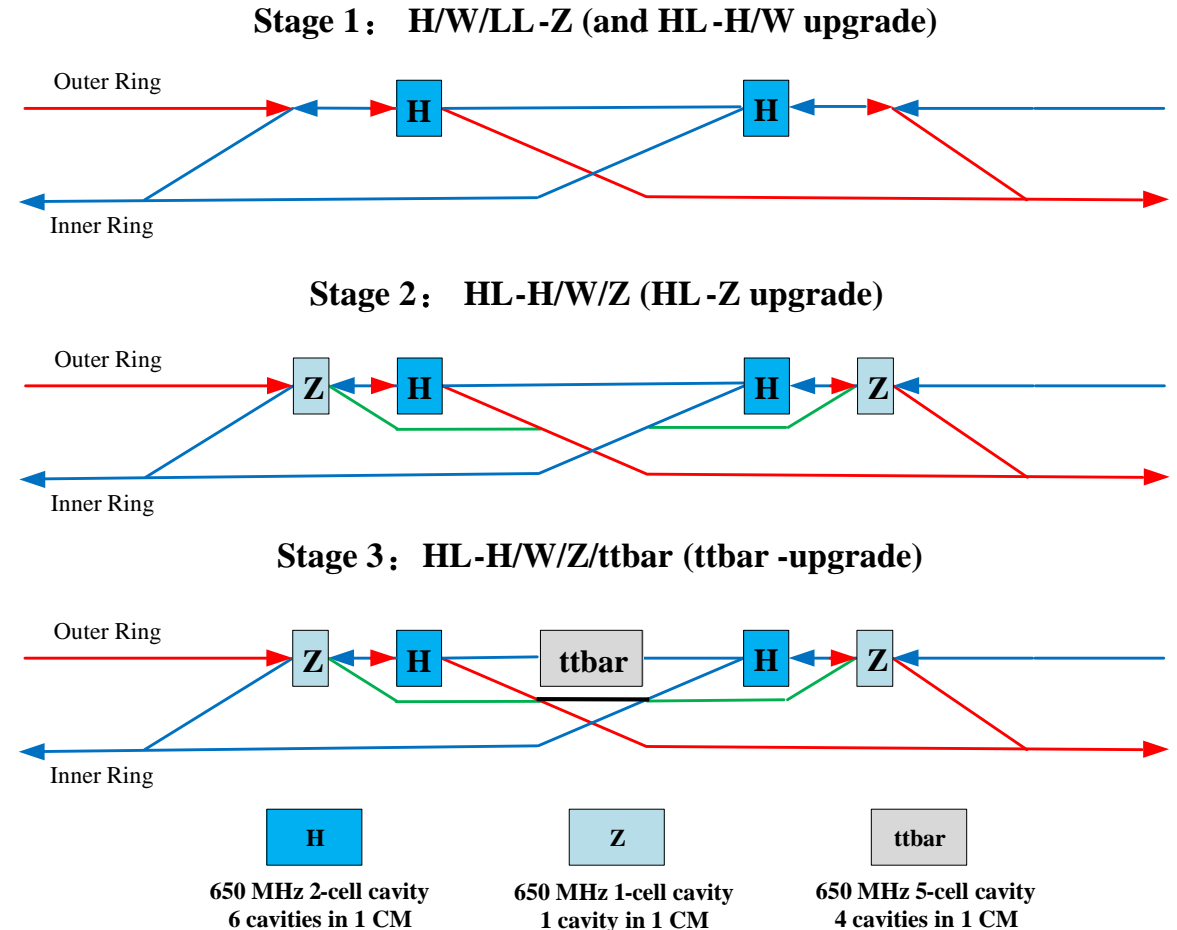 Stage 1： H/W/LL-Z (and HL-H/W upgrade)
Outer Ring
H H
Inner Ring
Stage 2： HL-H/W/Z (HL-Z upgrade)
Outer Ring
Z H H Z
Inner Ring
Stage 3： HL-H/W/Z/ttbar (ttbar -upgrade)
Outer Ring
Z H ttbar H Z
Inner Ring
H Z ttbar
650 MHz 2-cell cavity 650 MHz 1-cell cavity 650 MHz 5-cell cavity
6 cavities in 1 CM 1 cavity in 1 CM 4 cavities in 1 CM